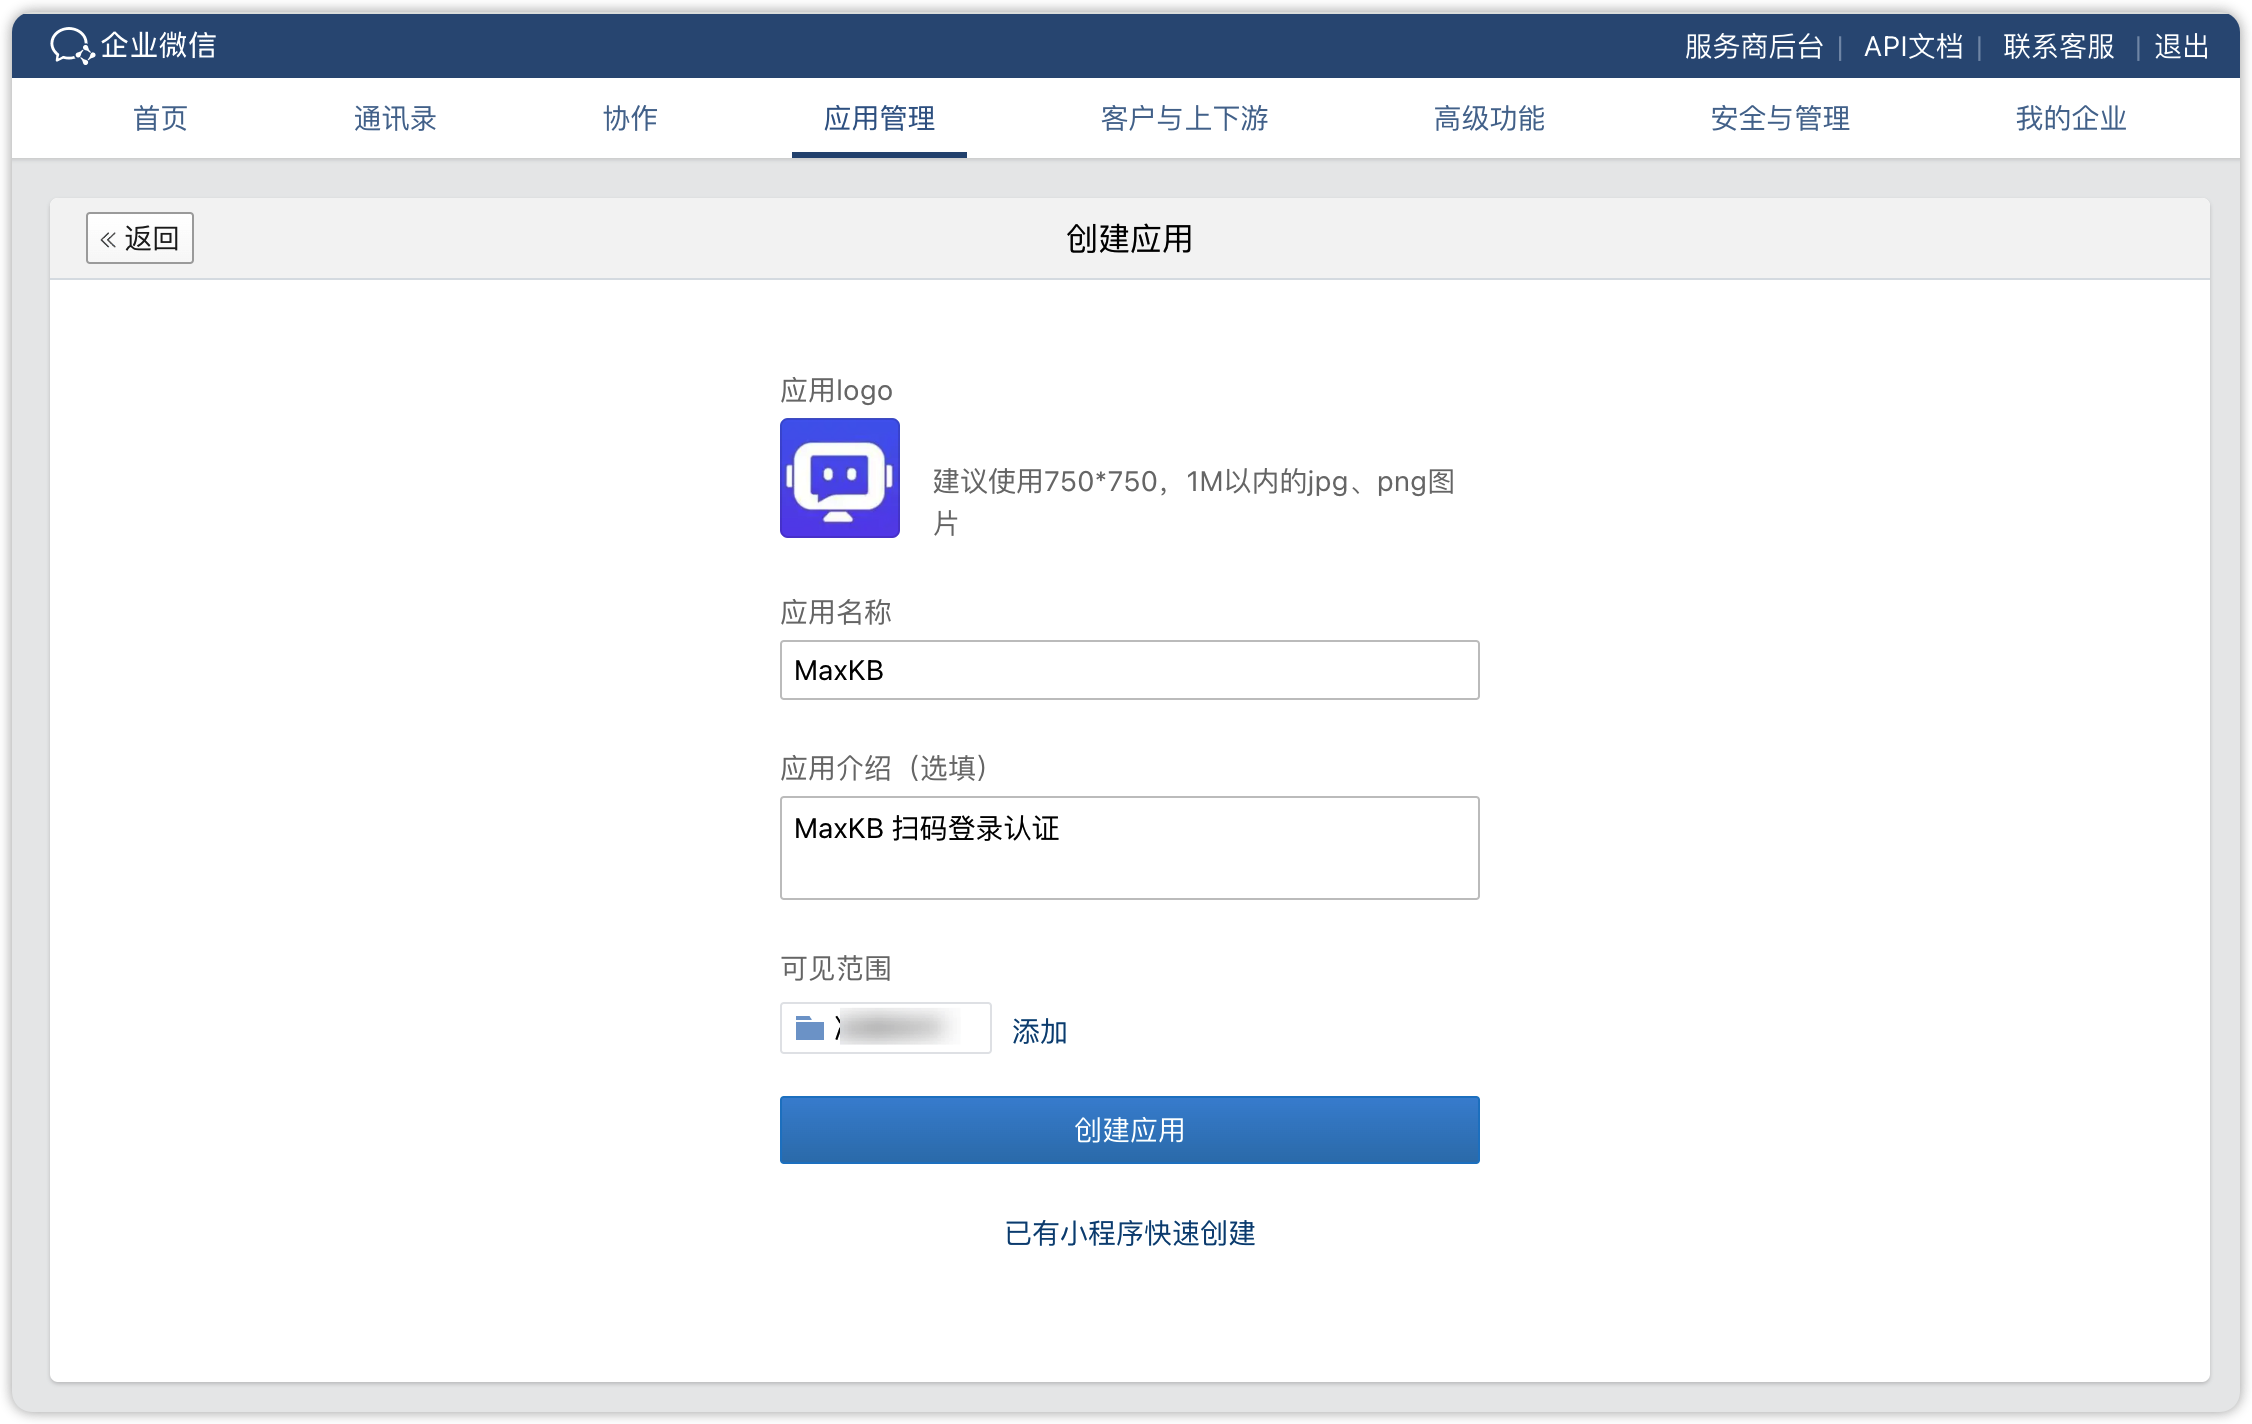 企业微信
服务商后台 | API文档 | 联系客服 | 退出
首页 通讯录 协作 应用管理 客户与上下游 高级功能 安全与管理 我的企业
« 返回
创建应用
应用logo
建议使用750*750，1M以内的jpg、png图
片
应用名称
MaxKB
应用介绍（选填）
MaxKB 扫码登录认证
可见范围
添加
创建应用
已有小程序快速创建